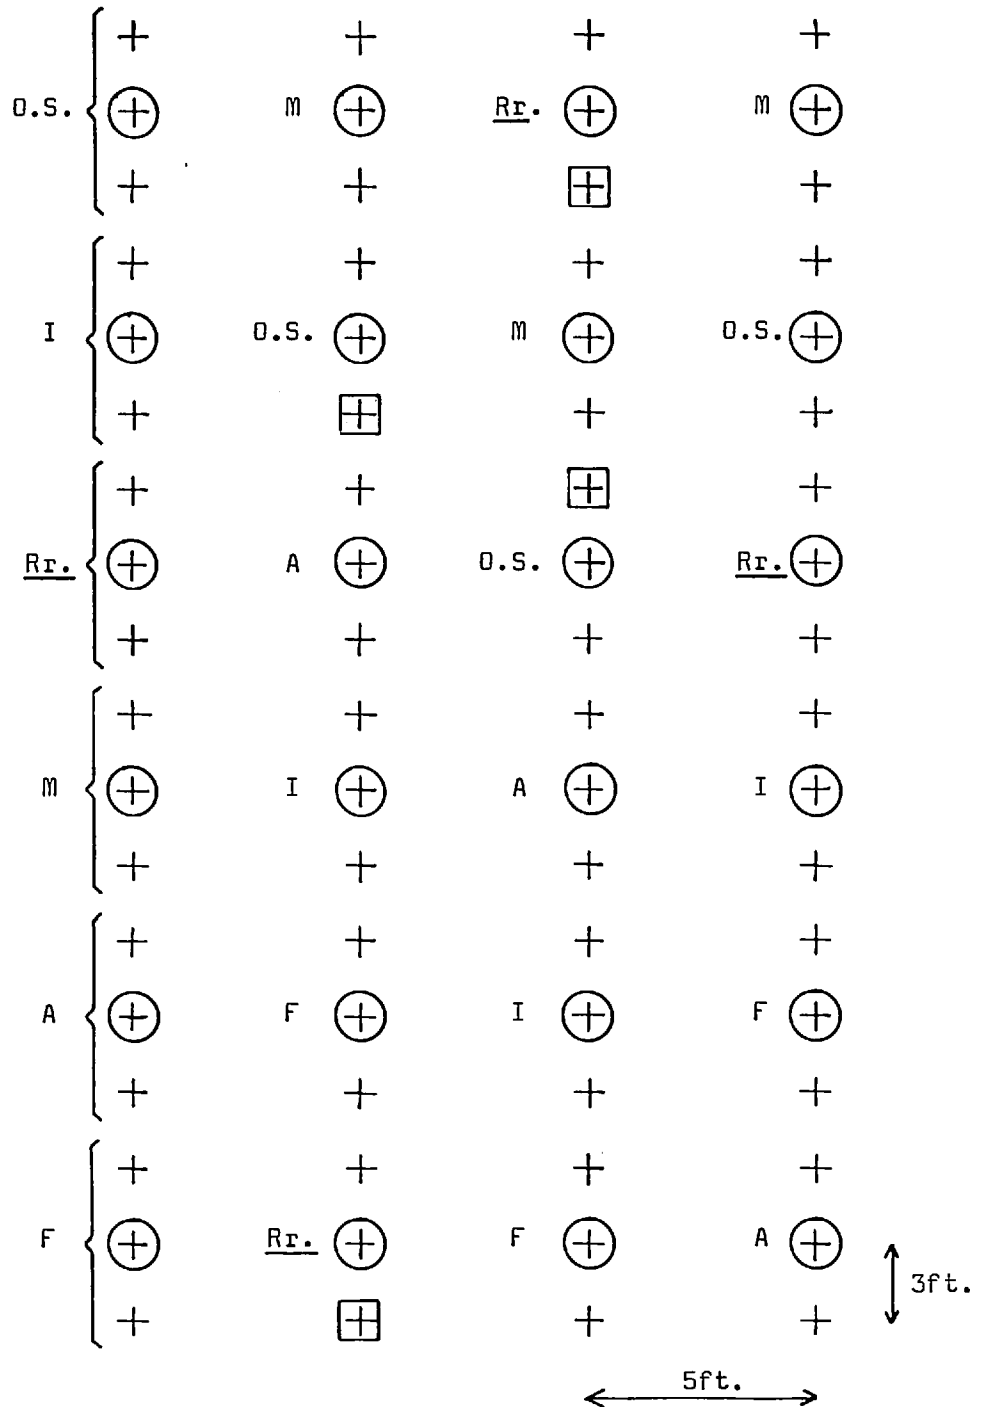 O.S. M Rr. M
I O.S. M O.S.
Rr. A O.S. Rr.
M I A I
A F I F
F Rr. F A
3ft.
5ft.